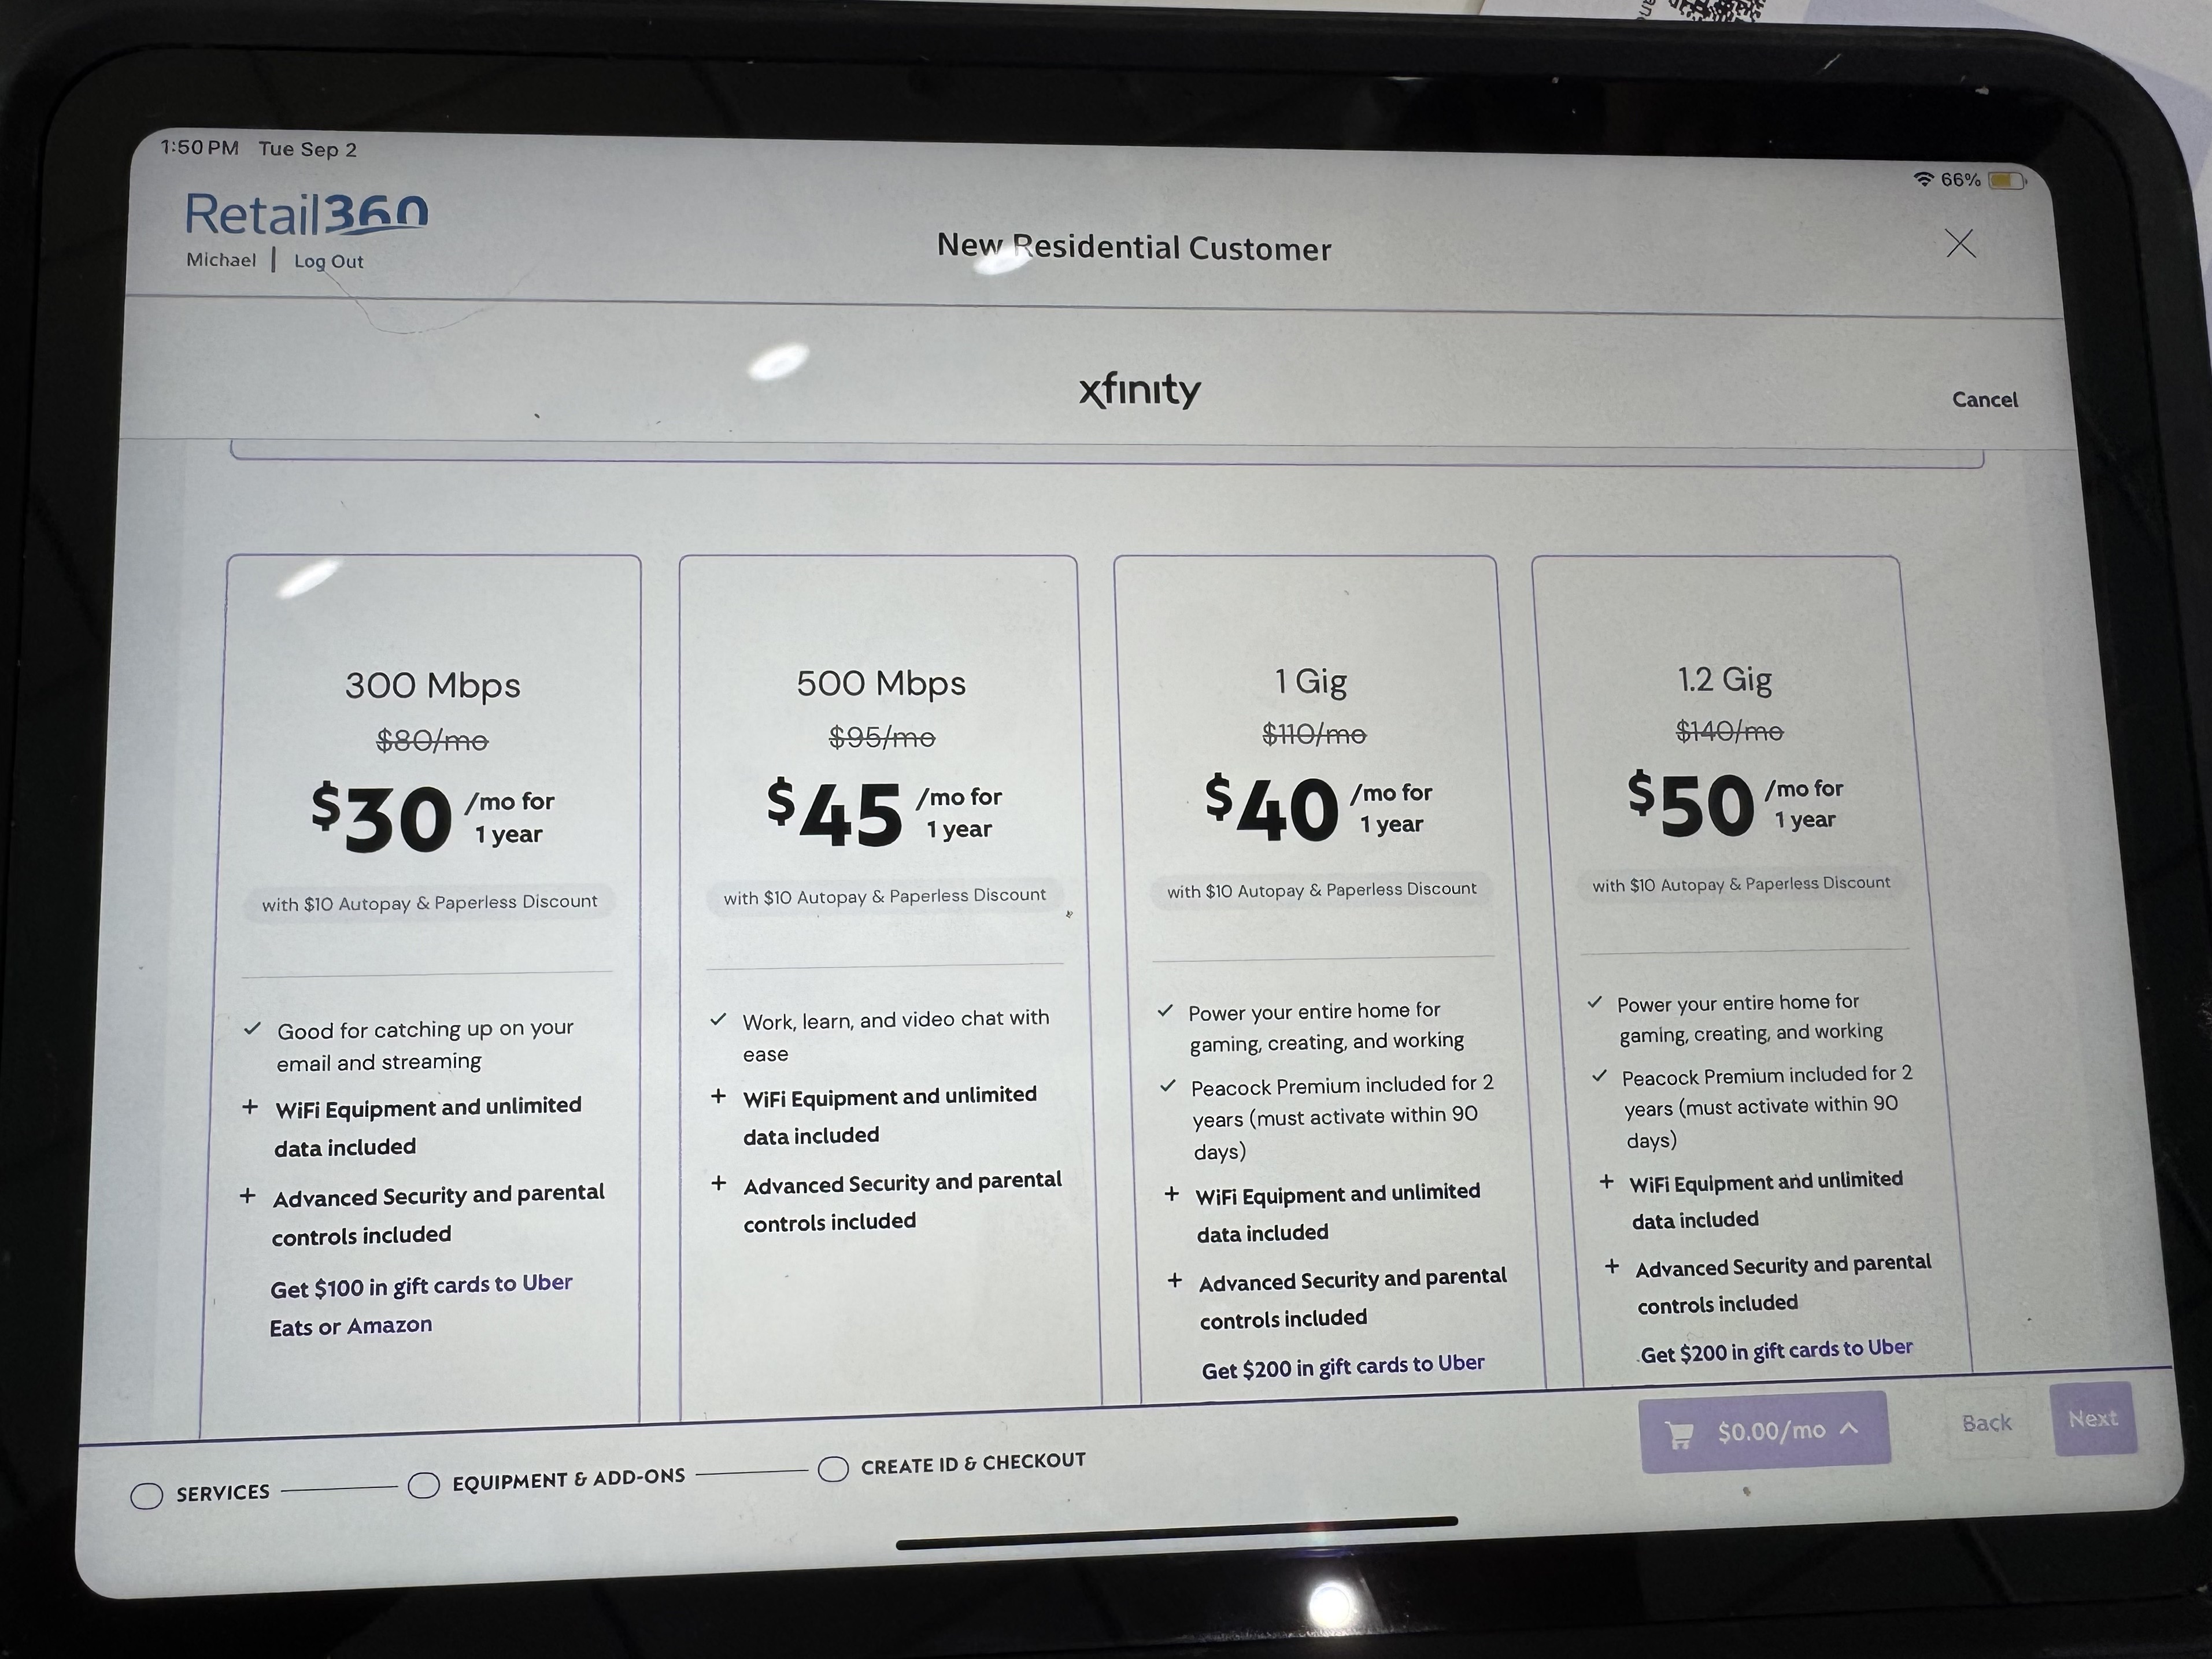 1:50 PM Tue Sep 2
66%
Retail360
Michael | Log Out
New Residential Customer
xfinity
Cancel
300 Mbps
$80/mo
$30 /mo for
1 year
with $10 Autopay & Paperless Discount
✓ Good for catching up on your
email and streaming
+ WiFi Equipment and unlimited
data included
+ Advanced Security and parental
controls included
Get $100 in gift cards to Uber
Eats or Amazon
500 Mbps
$95/mo
$45 /mo for
1 year
with $10 Autopay & Paperless Discount
✓ Work, learn, and video chat with
ease
+ WiFi Equipment and unlimited
data included
+ Advanced Security and parental
controls included
1 Gig
$110/mo
$40 /mo for
1 year
with $10 Autopay & Paperless Discount
✓ Power your entire home for
gaming, creating, and working
✓ Peacock Premium included for 2
years (must activate within 90
days)
+ WiFi Equipment and unlimited
data included
+ Advanced Security and parental
controls included
Get $200 in gift cards to Uber
1.2 Gig
$140/mo
$50 /mo for
1 year
with $10 Autopay & Paperless Discount
✓ Power your entire home for
gaming, creating, and working
✓ Peacock Premium included for 2
years (must activate within 90
days)
+ WiFi Equipment and unlimited
data included
+ Advanced Security and parental
controls included
Get $200 in gift cards to Uber
$0.00/mo
Back
Next
SERVICES
EQUIPMENT & ADD-ONS
CREATE ID & CHECKOUT